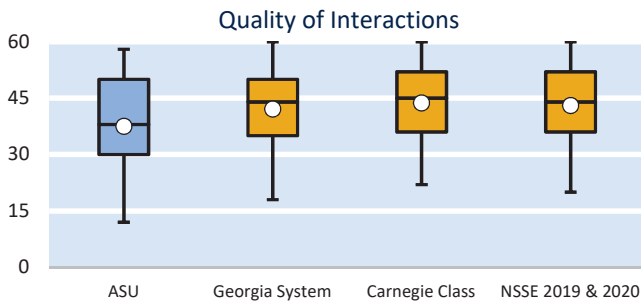 Quality of Interactions
60
45
30
15
0
ASU Georgia System Carnegie Class NSSE 2019 & 2020